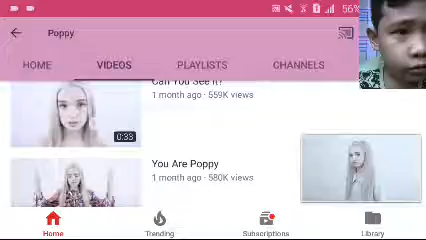 56%
Poppy
HOME VIDEOS PLAYLISTS CHANNELS
Can You See It?
1 month ago · 559K views
0:33
You Are Poppy
1 month ago · 580K views
Home Trending Subscriptions Library